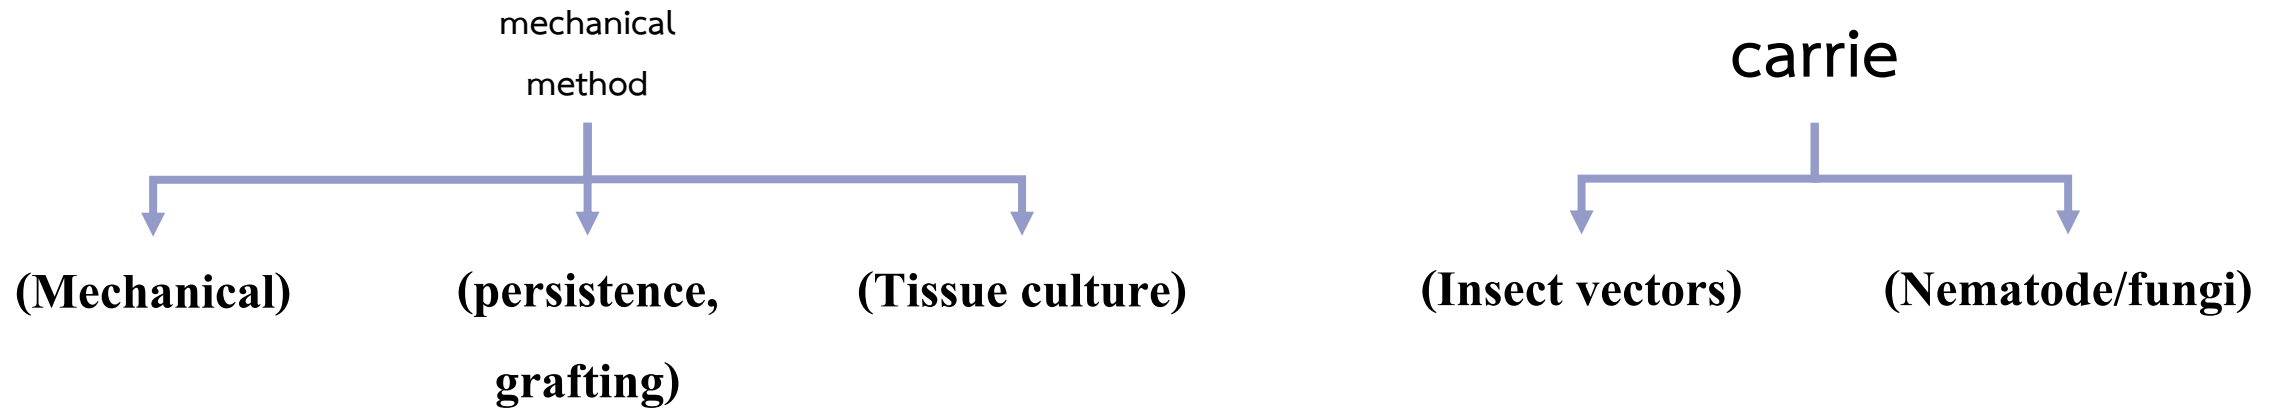 mechanical
method
carrie
(Mechanical)
(persistence,
grafting)
(Tissue culture)
(Insect vectors)
(Nematode/fungi)